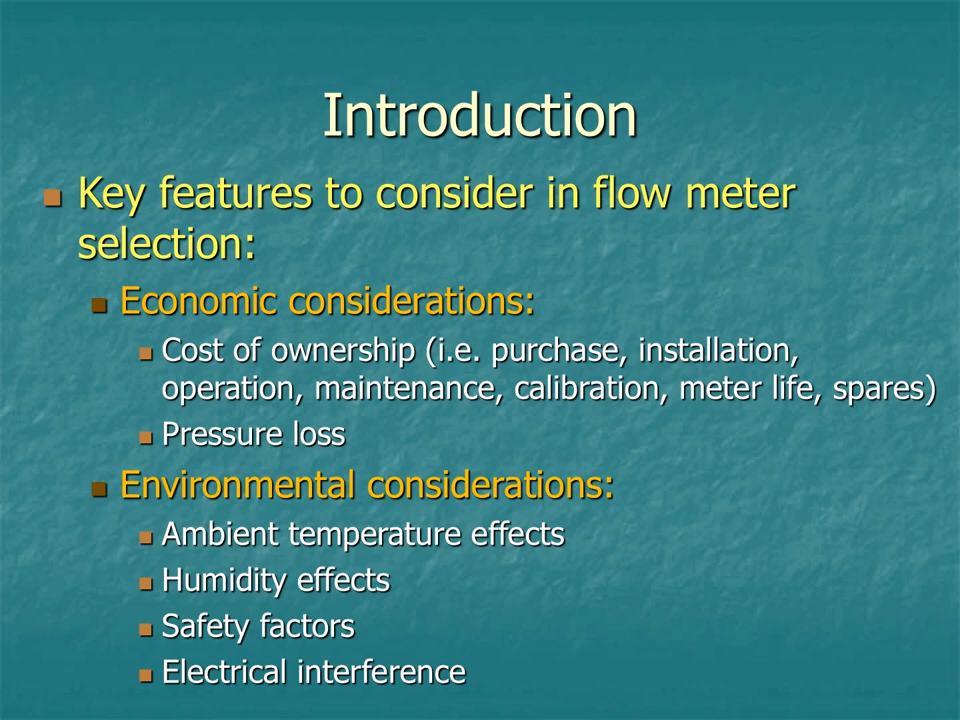 Introduction
Key features to consider in flow meter
selection:
Economic considerations:
Cost of ownership (i.e. purchase, installation,
operation, maintenance, calibration, meter life, spares)
Pressure loss
Environmental considerations:
Ambient temperature effects
Humidity effects
Safety factors
Electrical interference